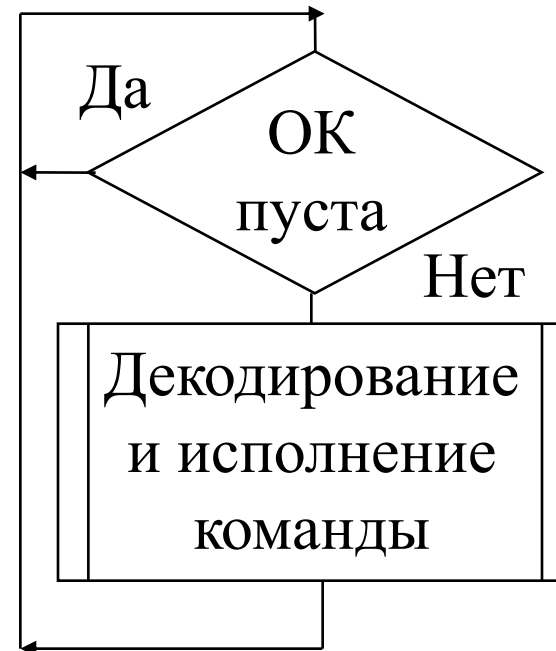 Да
ОК
пуста
Нет
Декодирование
и исполнение
команды